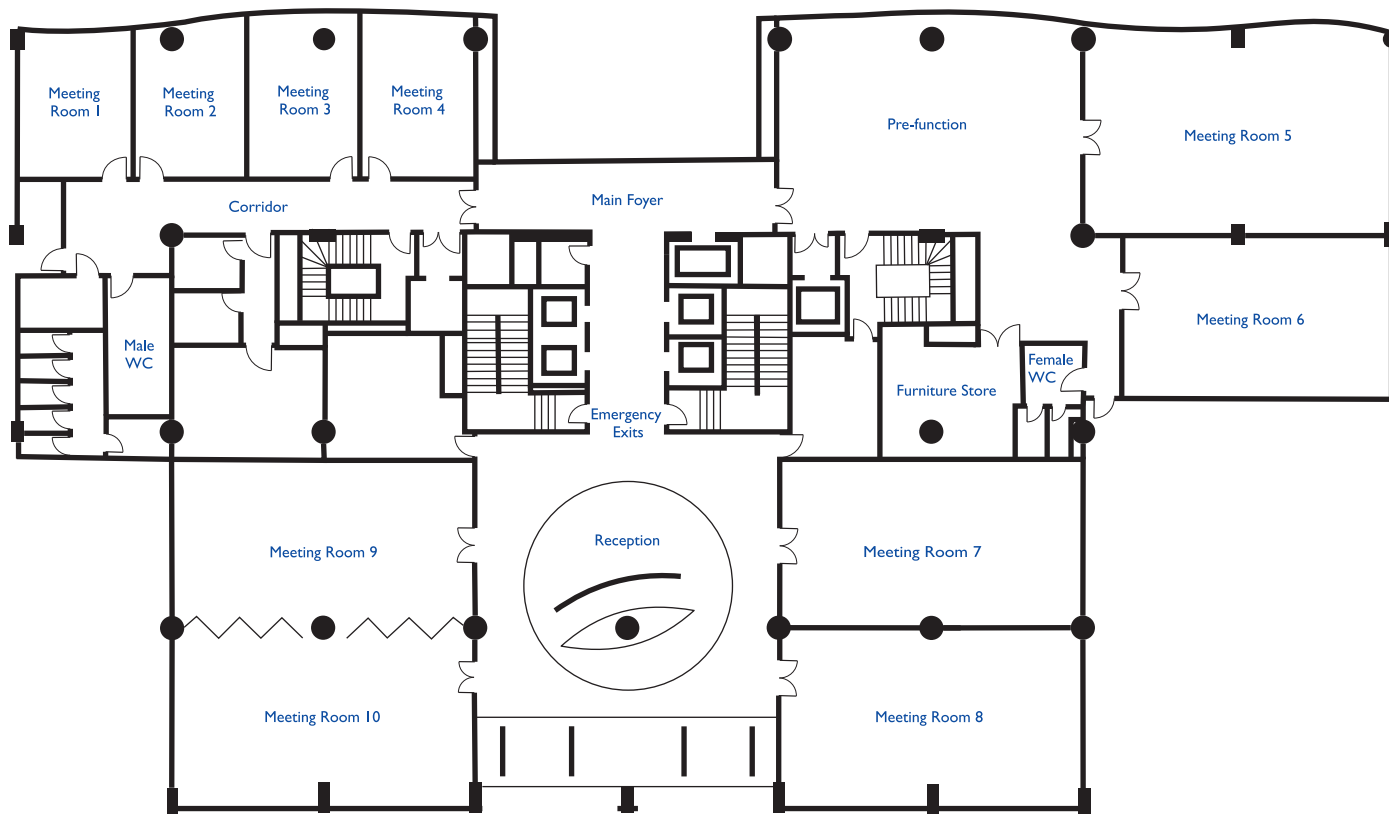 Meeting
Room 1
Meeting
Room 2
Meeting
Room 3
Meeting
Room 4
Pre-function
Meeting Room 5
Corridor
Main Foyer
Meeting Room 6
Male
WC
Female
WC
Furniture Store
Emergency
Exits
Meeting Room 9
Reception
Meeting Room 7
Meeting Room 10
Meeting Room 8